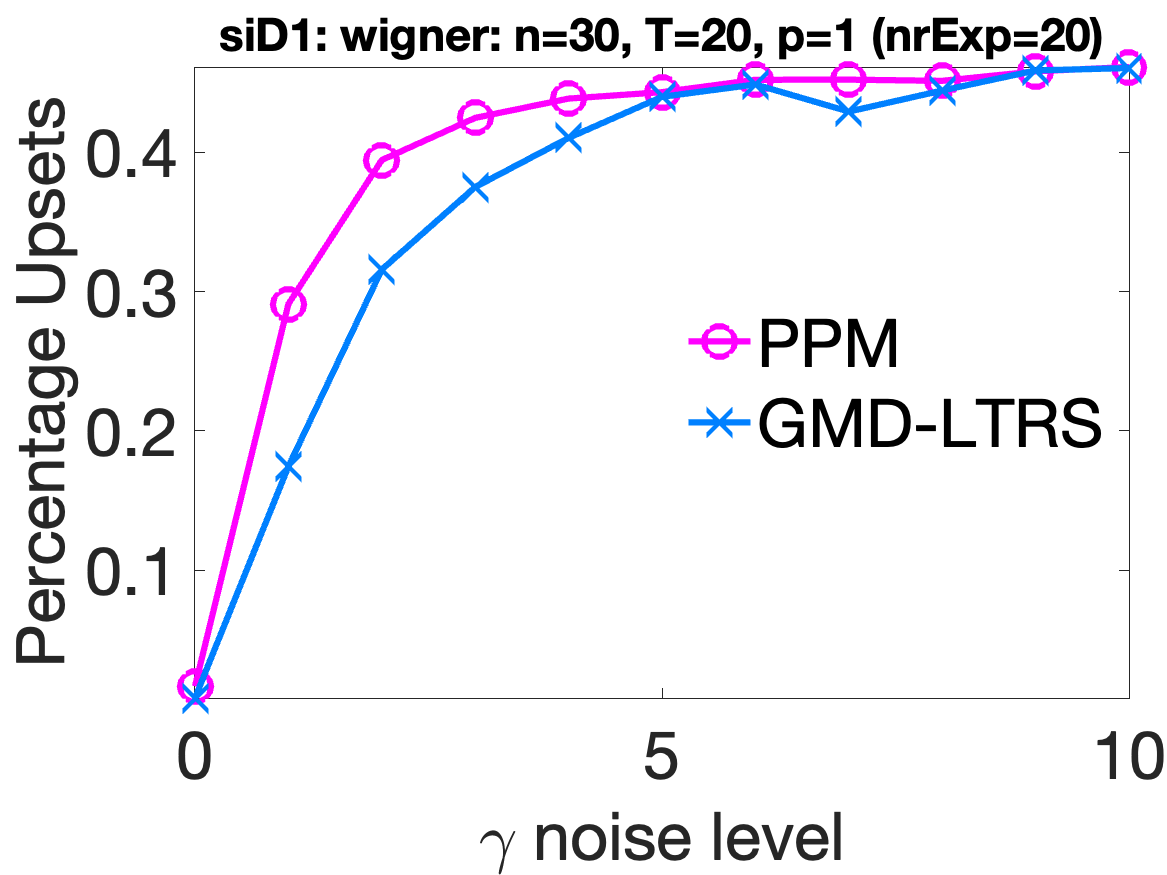 siD1: wigner: n=30, T=20, p=1 (nrExp=20)
Percentage Upsets
0.4
0.3
0.2
0.1
PPM
GMD-LTRS
0 5 10
γ noise level